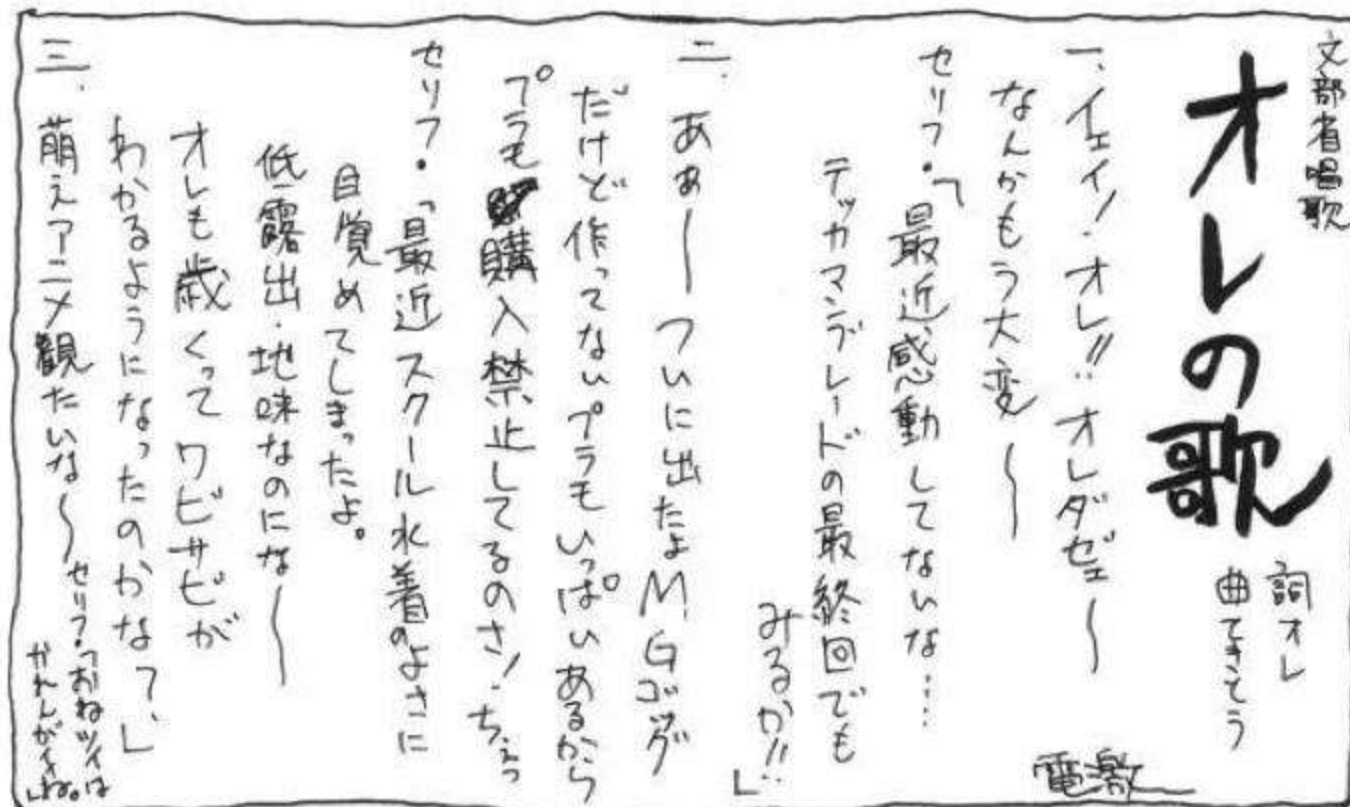 文部省唱歌
オレの歌
詞オレ
曲てきとう
一、イェイ!オレ!!オレダゼェ〜
なんかもう大変〜
セリフ・「最近感動してないな……
テッカマンブレードの最終回でも
みるか!!」
二、あぁーついに出たよM.Gゴッグ
だけど作ってないプラモいっぱいあるから
プラモ購入禁止してるのさ!ちぇっ
セリフ・「最近スクール水着のよさに
目覚めてしまったよ。
低露出・地味なのにな〜
オレも歳くってワビサビが
わかるようになったのかな?」
三、萌えアニメ観たいな〜
セリフ・「おねツイは
かれんがイイね。」
電激